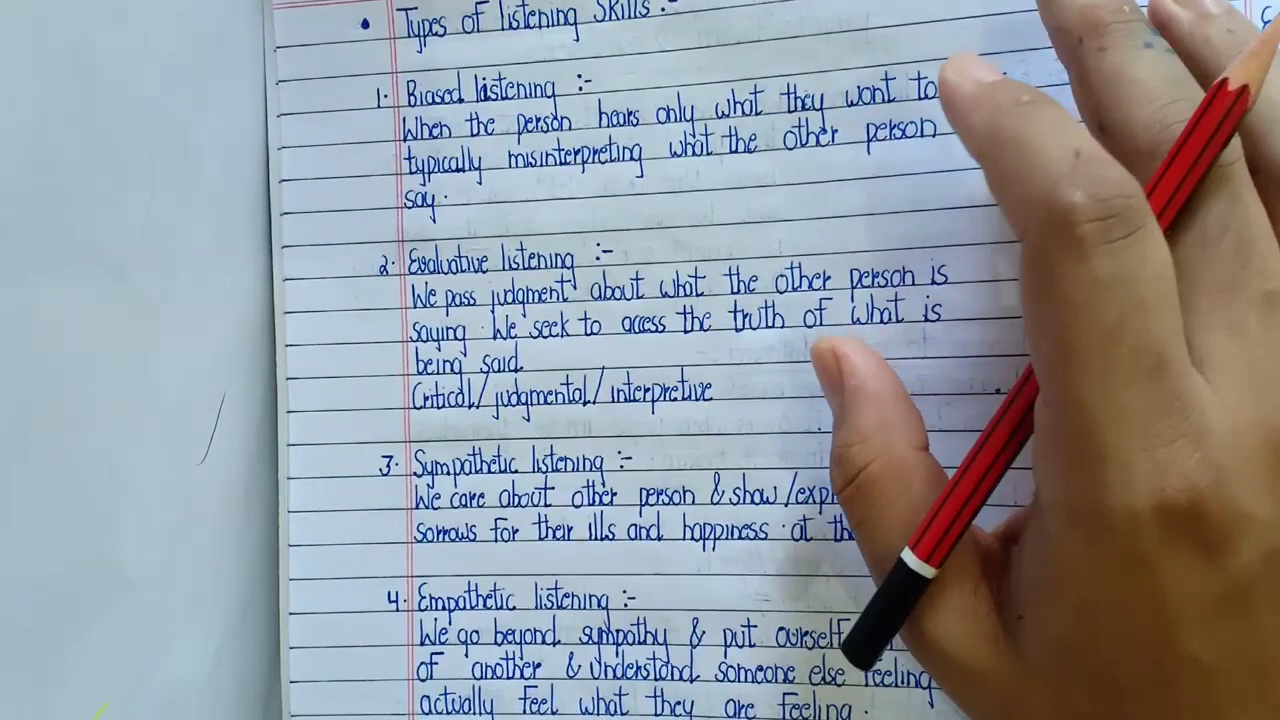 • Types of listening Skills :-
1. Biased listening :-
When the person hears only what they want to
typically misinterpreting what the other person
say.
2. Evaluative listening :-
We pass judgment about what the other person is
saying. We seek to access the truth of what is
being said
Critical/judgmental/interpretive
3. Sympathetic listening :-
We care about other person & show/
sorrows for their ills and happiness. at
4. Empathetic listening :-
We go beyond sympathy & put ourself
of another & understand someone else feeling
actually feel what they are feeling.